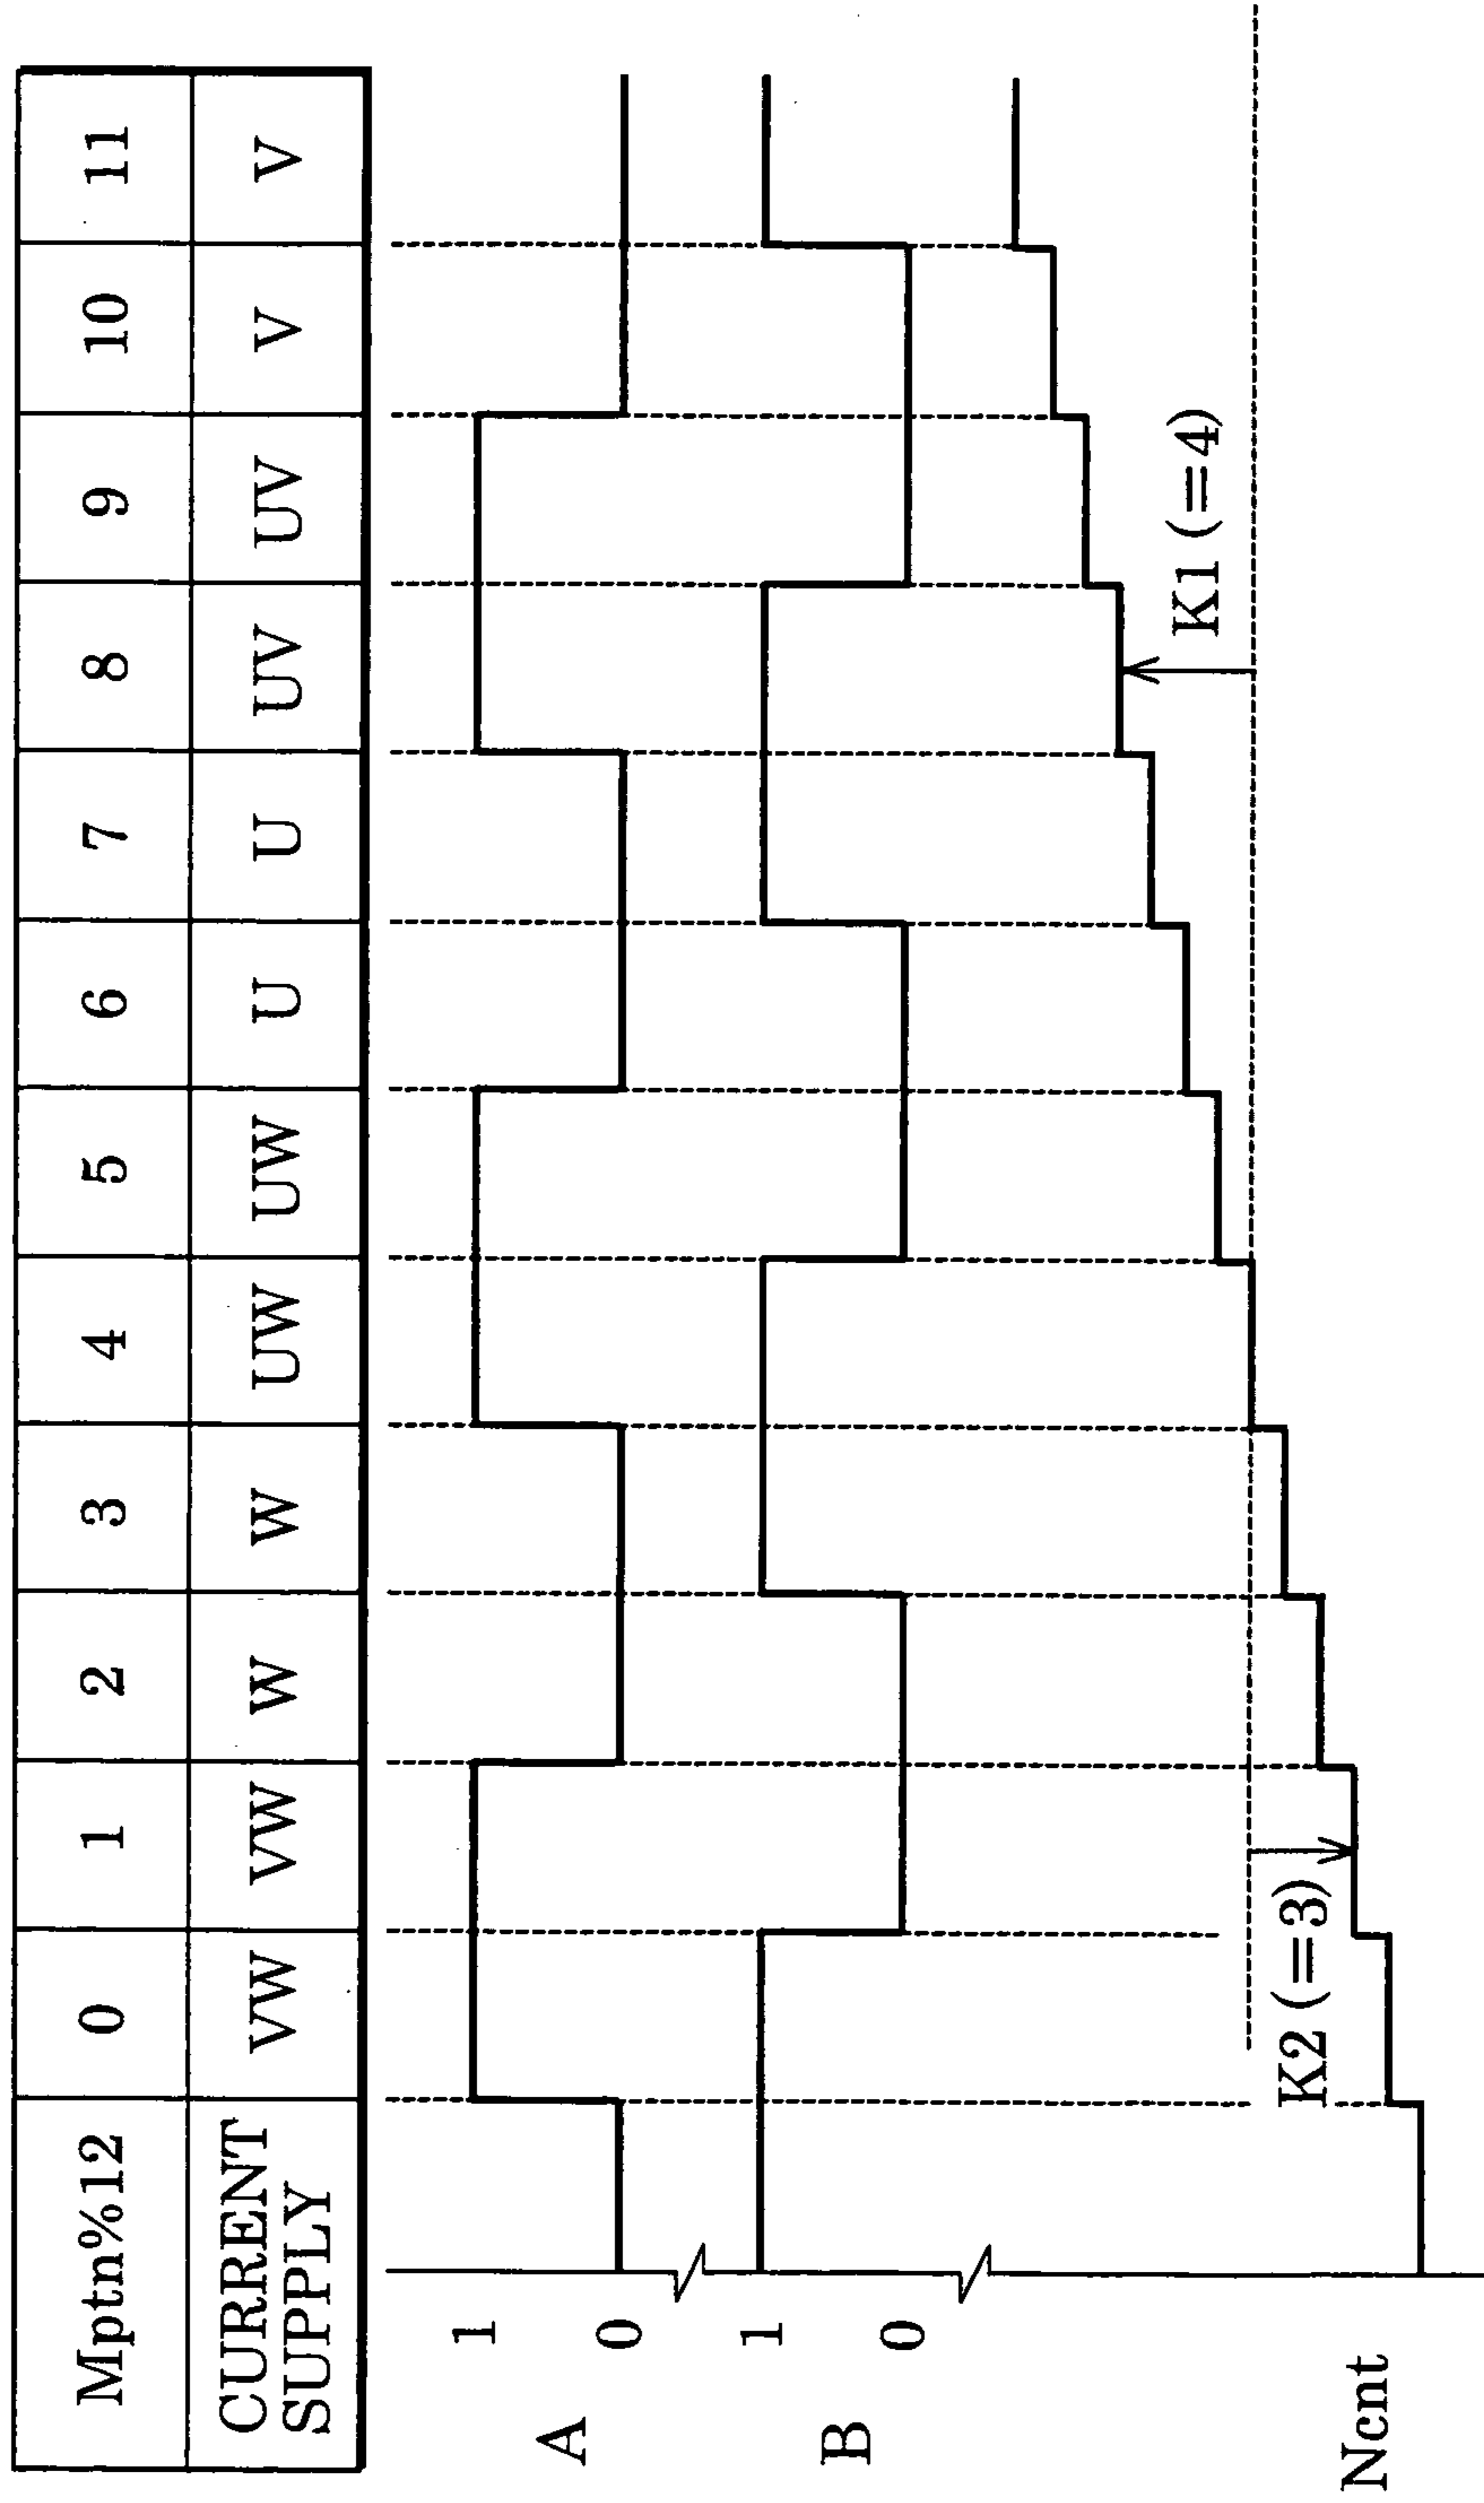 Mptn%12 0 1 2 3 4 5 6 7 8 9 10 11
CURRENT
SUPPLY VW VW W W UW UW U U UV UV V V
A
1
0
B
1
0
Ncnt
K1 (=4)
K2 (=3)